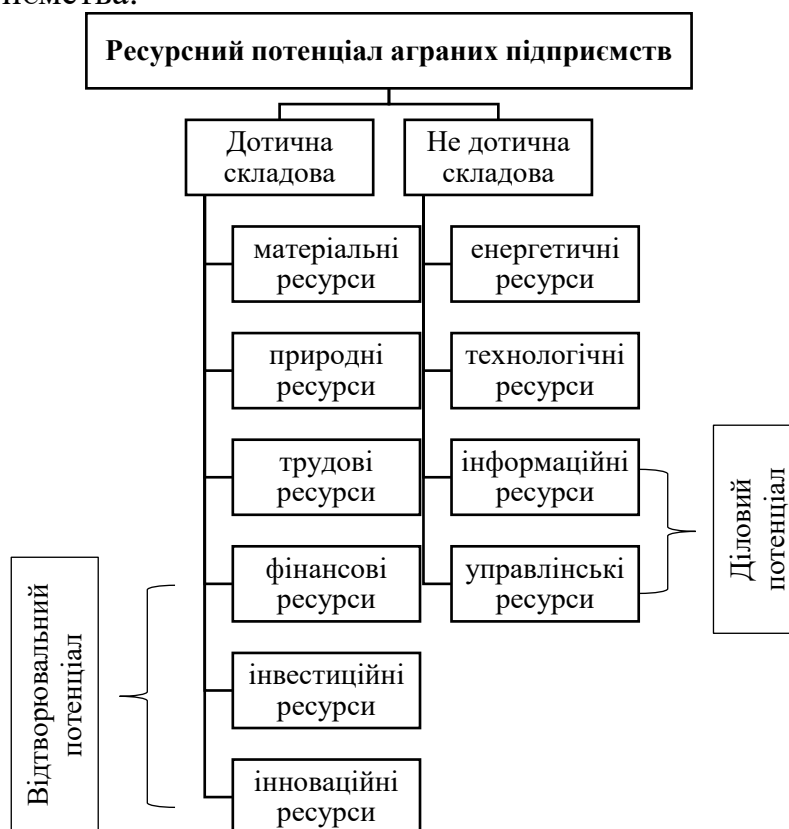 Ресурсний потенціал аграних підприємств
Дотична
складова
Не дотична
складова
матеріальні
ресурси
енергетичні
ресурси
природні
ресурси
технологічні
ресурси
трудові
ресурси
інформаційні
ресурси
Діловий
потенціал
фінансові
ресурси
управлінські
ресурси
Відтворювальний
потенціал
інвестиційні
ресурси
інноваційні
ресурси